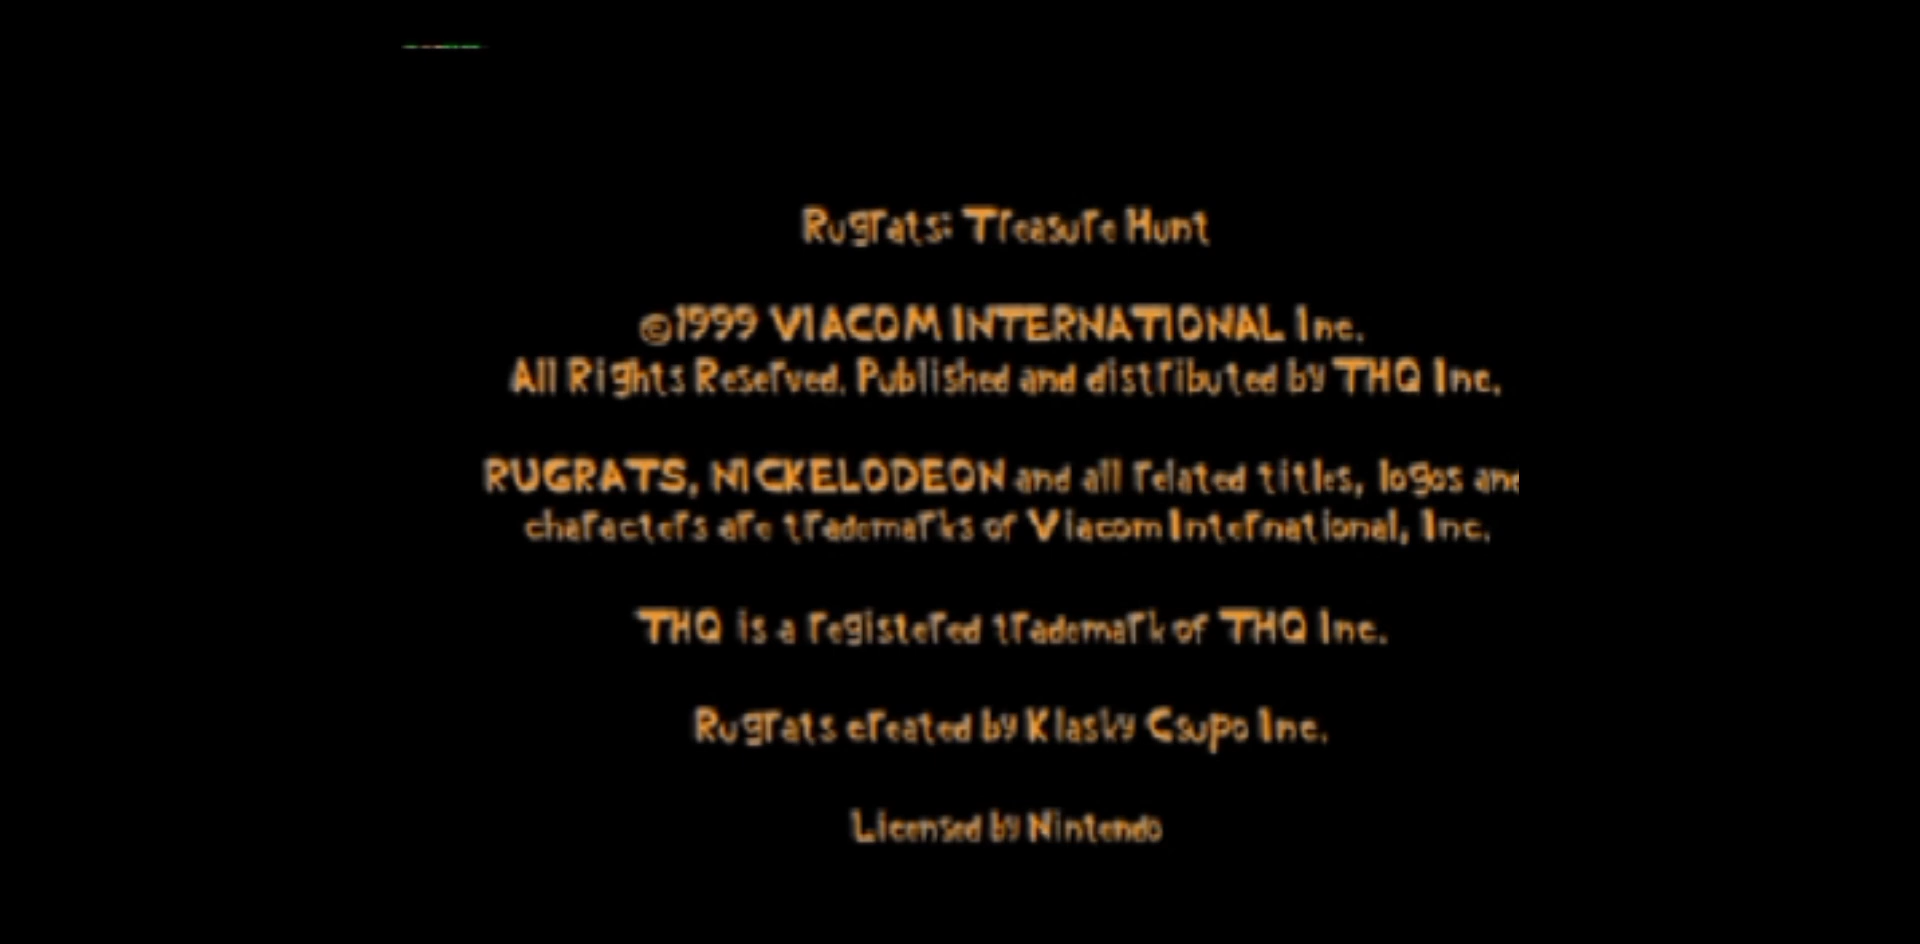 Rugrats: Treasure Hunt
©1999 VIACOM INTERNATIONAL Inc.
All Rights Reserved. Published and distributed by THQ Inc.
RUGRATS, NICKELODEON and all related titles, logos and
characters are trademarks of Viacom International, Inc.
THQ is a registered trademark of THQ Inc.
Rugrats created by Klasky Csupo Inc.
Licensed by Nintendo